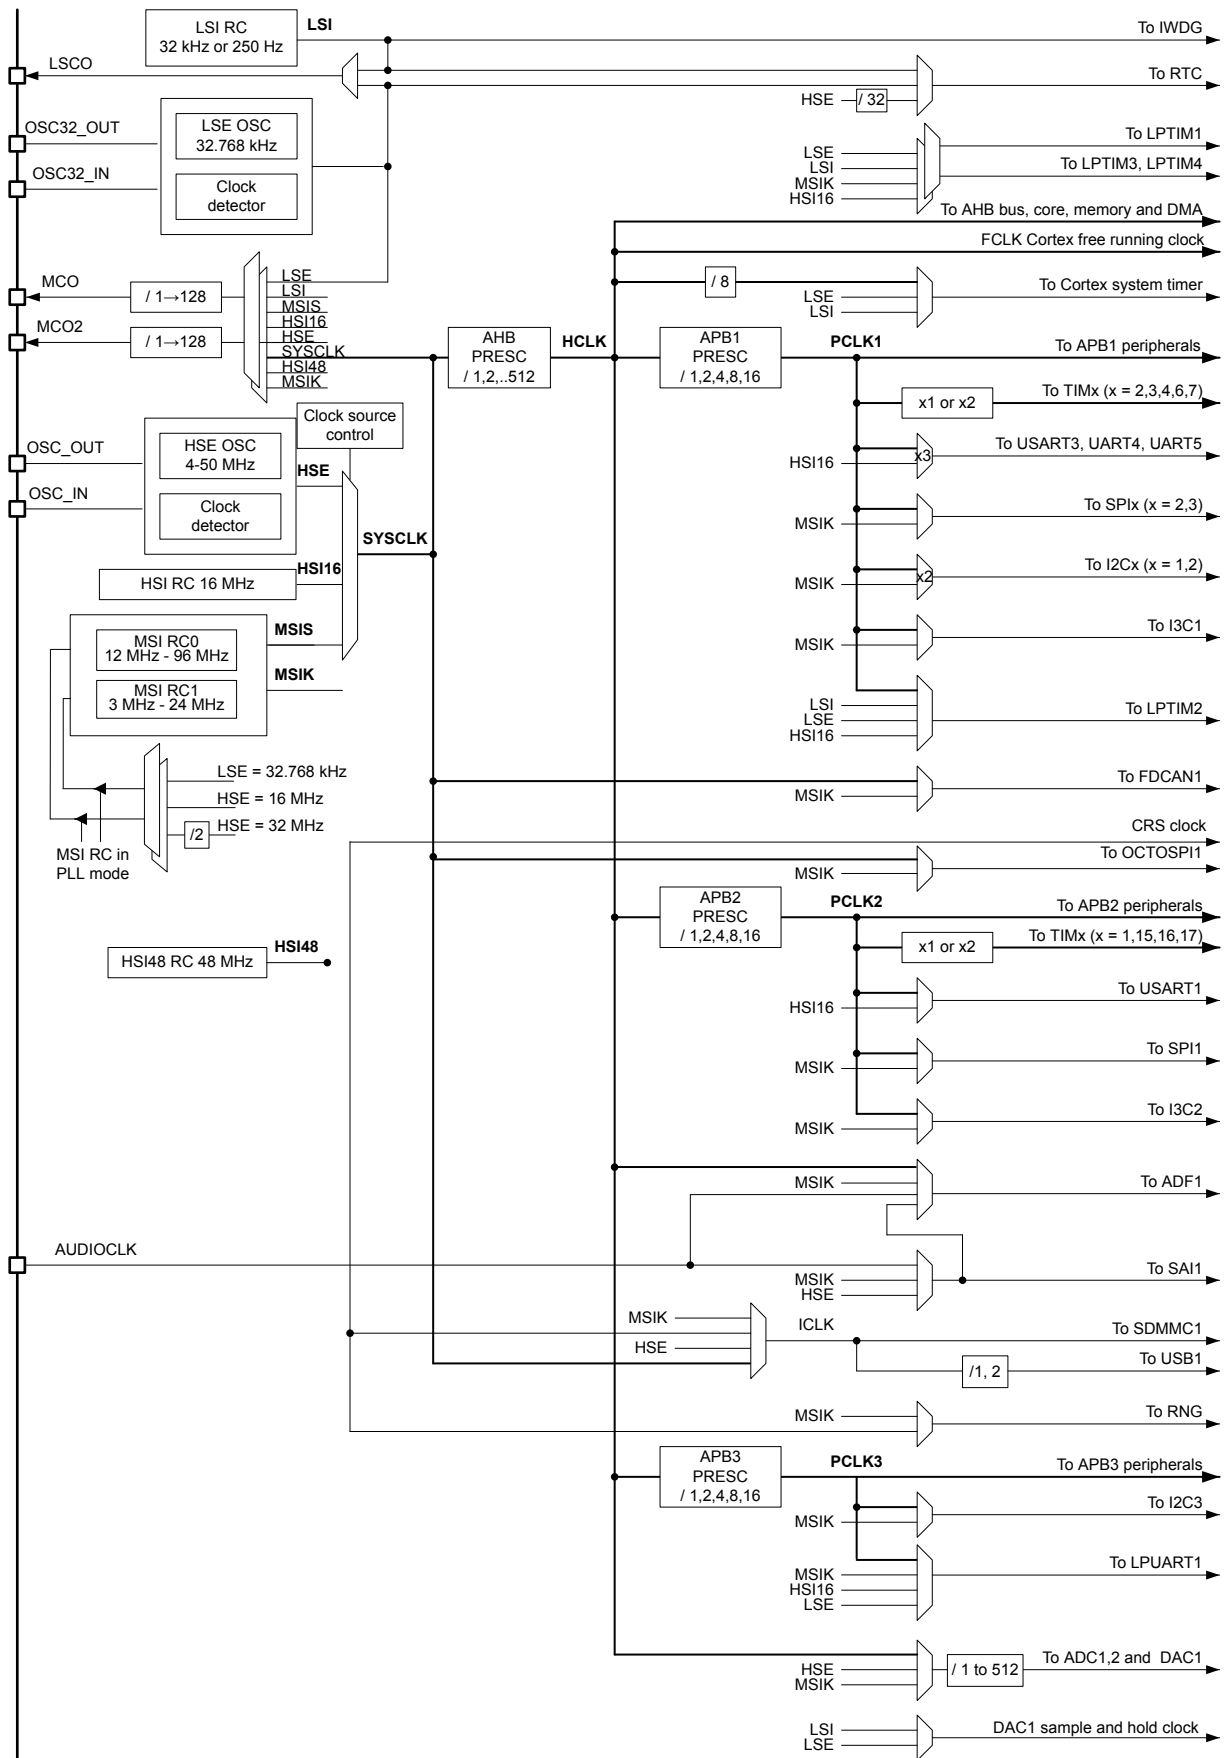 LSI RC
32 kHz or 250 Hz
LSI
To IWDG
LSCO
To RTC
HSE
/ 32
OSC32_OUT
LSE OSC
32.768 kHz
OSC32_IN
Clock
detector
LSE
LSI
MSIK
HSI16
To LPTIM1
To LPTIM3, LPTIM4
To AHB bus, core, memory and DMA
FCLK Cortex free running clock
/ 8
LSE
LSI
To Cortex system timer
MCO
/ 1→128
MCO2
/ 1→128
LSE
LSI
MSIS
HSI16
HSE
SYSCLK
HSI48
MSIK
AHB
PRESC
/ 1,2,..512
HCLK
APB1
PRESC
/ 1,2,4,8,16
PCLK1
To APB1 peripherals
x1 or x2
To TIMx (x = 2,3,4,6,7)
Clock source
control
OSC_OUT
HSE OSC
4-50 MHz
HSE
OSC_IN
Clock
detector
SYSCLK
HSI16
x3
To USART3, UART4, UART5
MSIK
To SPIx (x = 2,3)
HSI RC 16 MHz
HSI16
MSIK
x2
To I2Cx (x = 1,2)
MSI RC0
12 MHz - 96 MHz
MSIS
MSI RC1
3 MHz - 24 MHz
MSIK
MSIK
To I3C1
LSI
LSE
HSI16
To LPTIM2
LSE = 32.768 kHz
HSE = 16 MHz
/2
HSE = 32 MHz
MSI RC in
PLL mode
MSIK
To FDCAN1
CRS clock
MSIK
To OCTOSPI1
APB2
PRESC
/ 1,2,4,8,16
PCLK2
To APB2 peripherals
x1 or x2
To TIMx (x = 1,15,16,17)
HSI48 RC 48 MHz
HSI48
HSI16
To USART1
MSIK
To SPI1
MSIK
To I3C2
MSIK
To ADF1
AUDIOCLK
MSIK
HSE
To SAI1
MSIK
HSE
ICLK
To SDMMC1
/1, 2
To USB1
MSIK
To RNG
APB3
PRESC
/ 1,2,4,8,16
PCLK3
To APB3 peripherals
MSIK
To I2C3
MSIK
HSI16
LSE
To LPUART1
HSE
MSIK
/ 1 to 512
To ADC1,2 and DAC1
LSI
LSE
DAC1 sample and hold clock